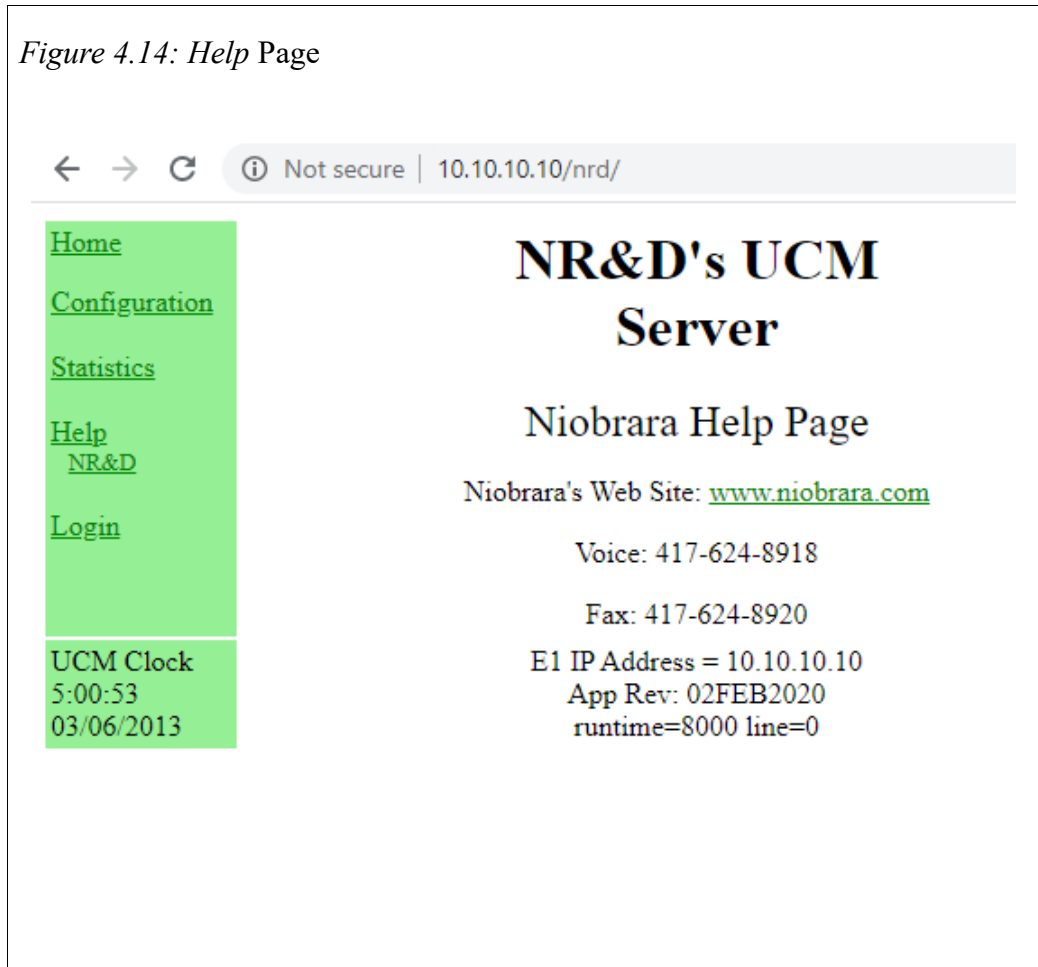 Figure 4.14: Help Page
Not secure | 10.10.10.10/nrd/
Home
Configuration
Statistics
Help
NR&D
Login
UCM Clock
5:00:53
03/06/2013
NR&D's UCM
Server
Niobrara Help Page
Niobrara's Web Site: www.niobrara.com
Voice: 417-624-8918
Fax: 417-624-8920
E1 IP Address = 10.10.10.10
App Rev: 02FEB2020
runtime=8000 line=0